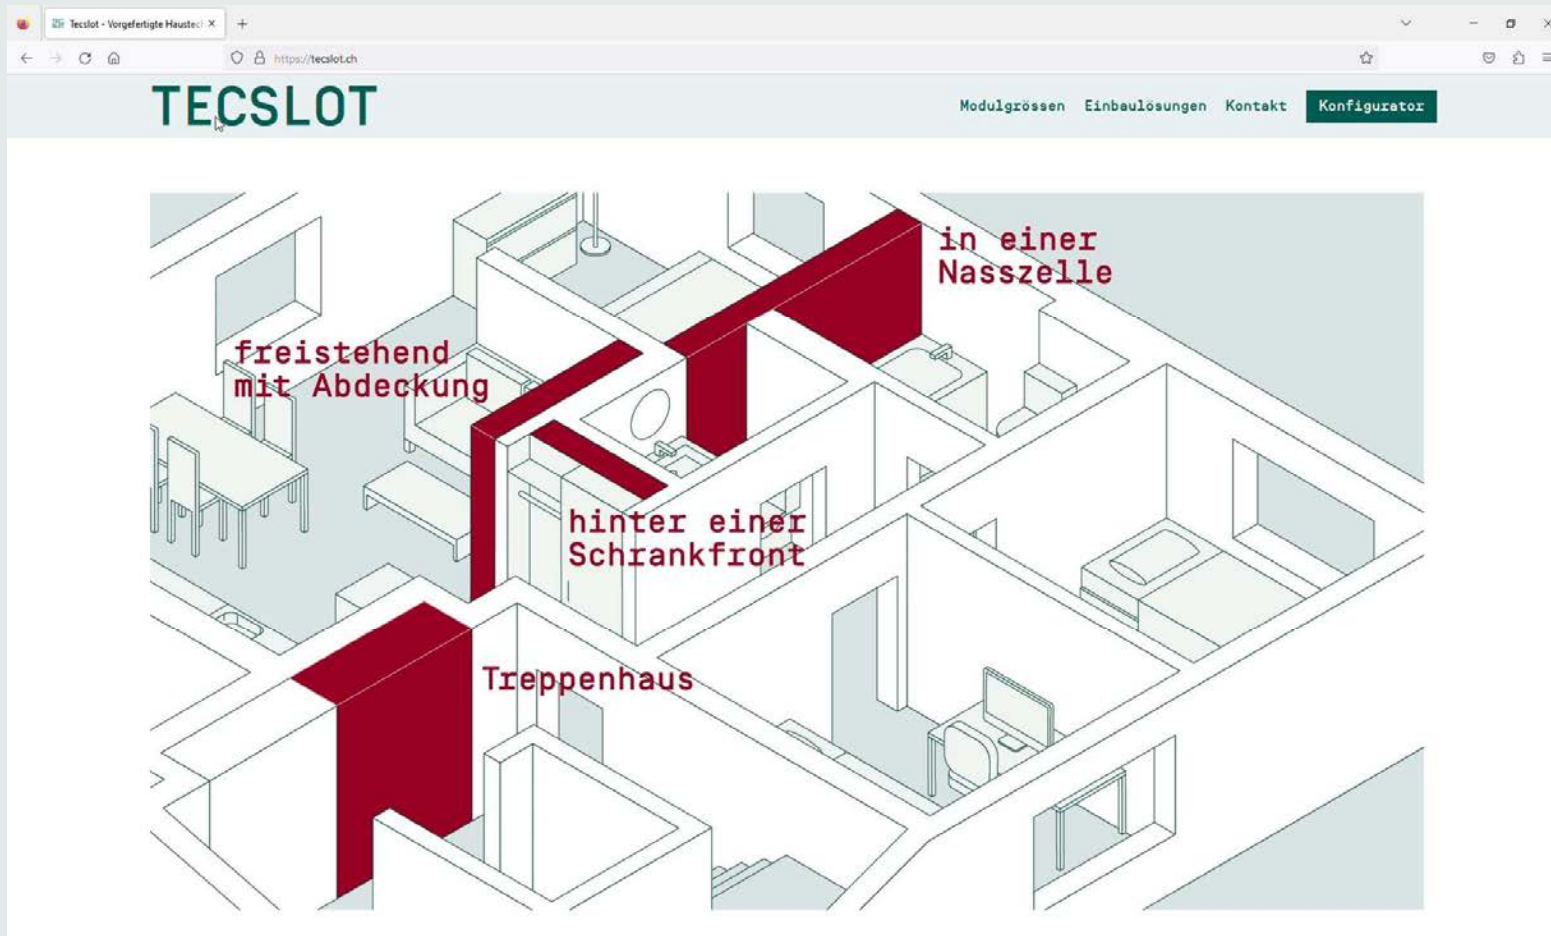 Tecslot - Vorgefertigte Haustec
https://tecslot.ch
TECSLOT
Modulgrössen Einbaulösungen Kontakt Konfigurator
in einer
Nasszelle
freistehend
mit Abdeckung
hinter einer
Schrankfront
Treppenhaus